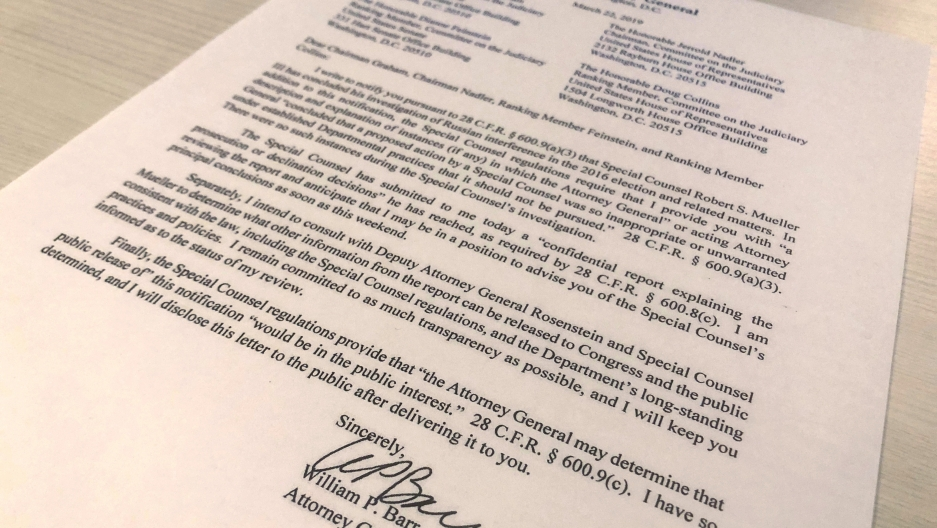 General
D.C.
March 22, 2019
Office Building
Washington, D.C. 20510
The Honorable Dianne Feinstein
Ranking Member, Committee on the Judiciary
United States Senate
331 Hart Senate Office Building
Washington, D.C. 20510
The Honorable Jerrold Nadler
Chairman, Committee on the Judiciary
United States House of Representatives
2132 Rayburn House Office Building
Washington, D.C. 20515
The Honorable Doug Collins
Ranking Member, Committee on the Judiciary
United States House of Representatives
1504 Longworth House Office Building
Washington, D.C. 20515
Dear Chairman Graham, Chairman Nadler, Ranking Member Feinstein, and Ranking Member
Collins:
I write to notify you pursuant to 28 C.F.R. § 600.9(a)(3) that Special Counsel Robert S. Mueller
III has concluded his investigation of Russian interference in the 2016 election and related matters. In
addition to this notification, the Special Counsel regulations require that I provide you with “a
description and explanation of instances (if any) in which the Attorney General” or acting Attorney
General “concluded that a proposed action by a Special Counsel was so inappropriate or unwarranted
under established Departmental practices that it should not be pursued.” 28 C.F.R. § 600.9(a)(3).
There were no such instances during the Special Counsel’s investigation.
The Special Counsel has submitted to me today a “confidential report explaining the
prosecution or declination decisions” he has reached, as required by 28 C.F.R. § 600.8(c). I am
reviewing the report and anticipate that I may be in a position to advise you of the Special Counsel’s
principal conclusions as soon as this weekend.
Separately, I intend to consult with Deputy Attorney General Rosenstein and Special Counsel
Mueller to determine what other information from the report can be released to Congress and the public
consistent with the law, including the Special Counsel regulations, and the Department’s long-standing
practices and policies. I remain committed to as much transparency as possible, and I will keep you
informed as to the status of my review.
Finally, the Special Counsel regulations provide that “the Attorney General may determine that
public release of” this notification “would be in the public interest.” 28 C.F.R. § 600.9(c). I have so
determined, and I will disclose this letter to the public after delivering it to you.
Sincerely,
William P. Barr
Attorney